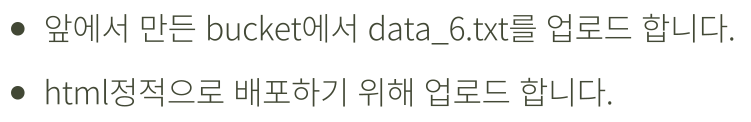 ● 앞에서 만든 bucket에서 data_6.txt를 업로드 합니다.
● html정적으로 배포하기 위해 업로드 합니다.